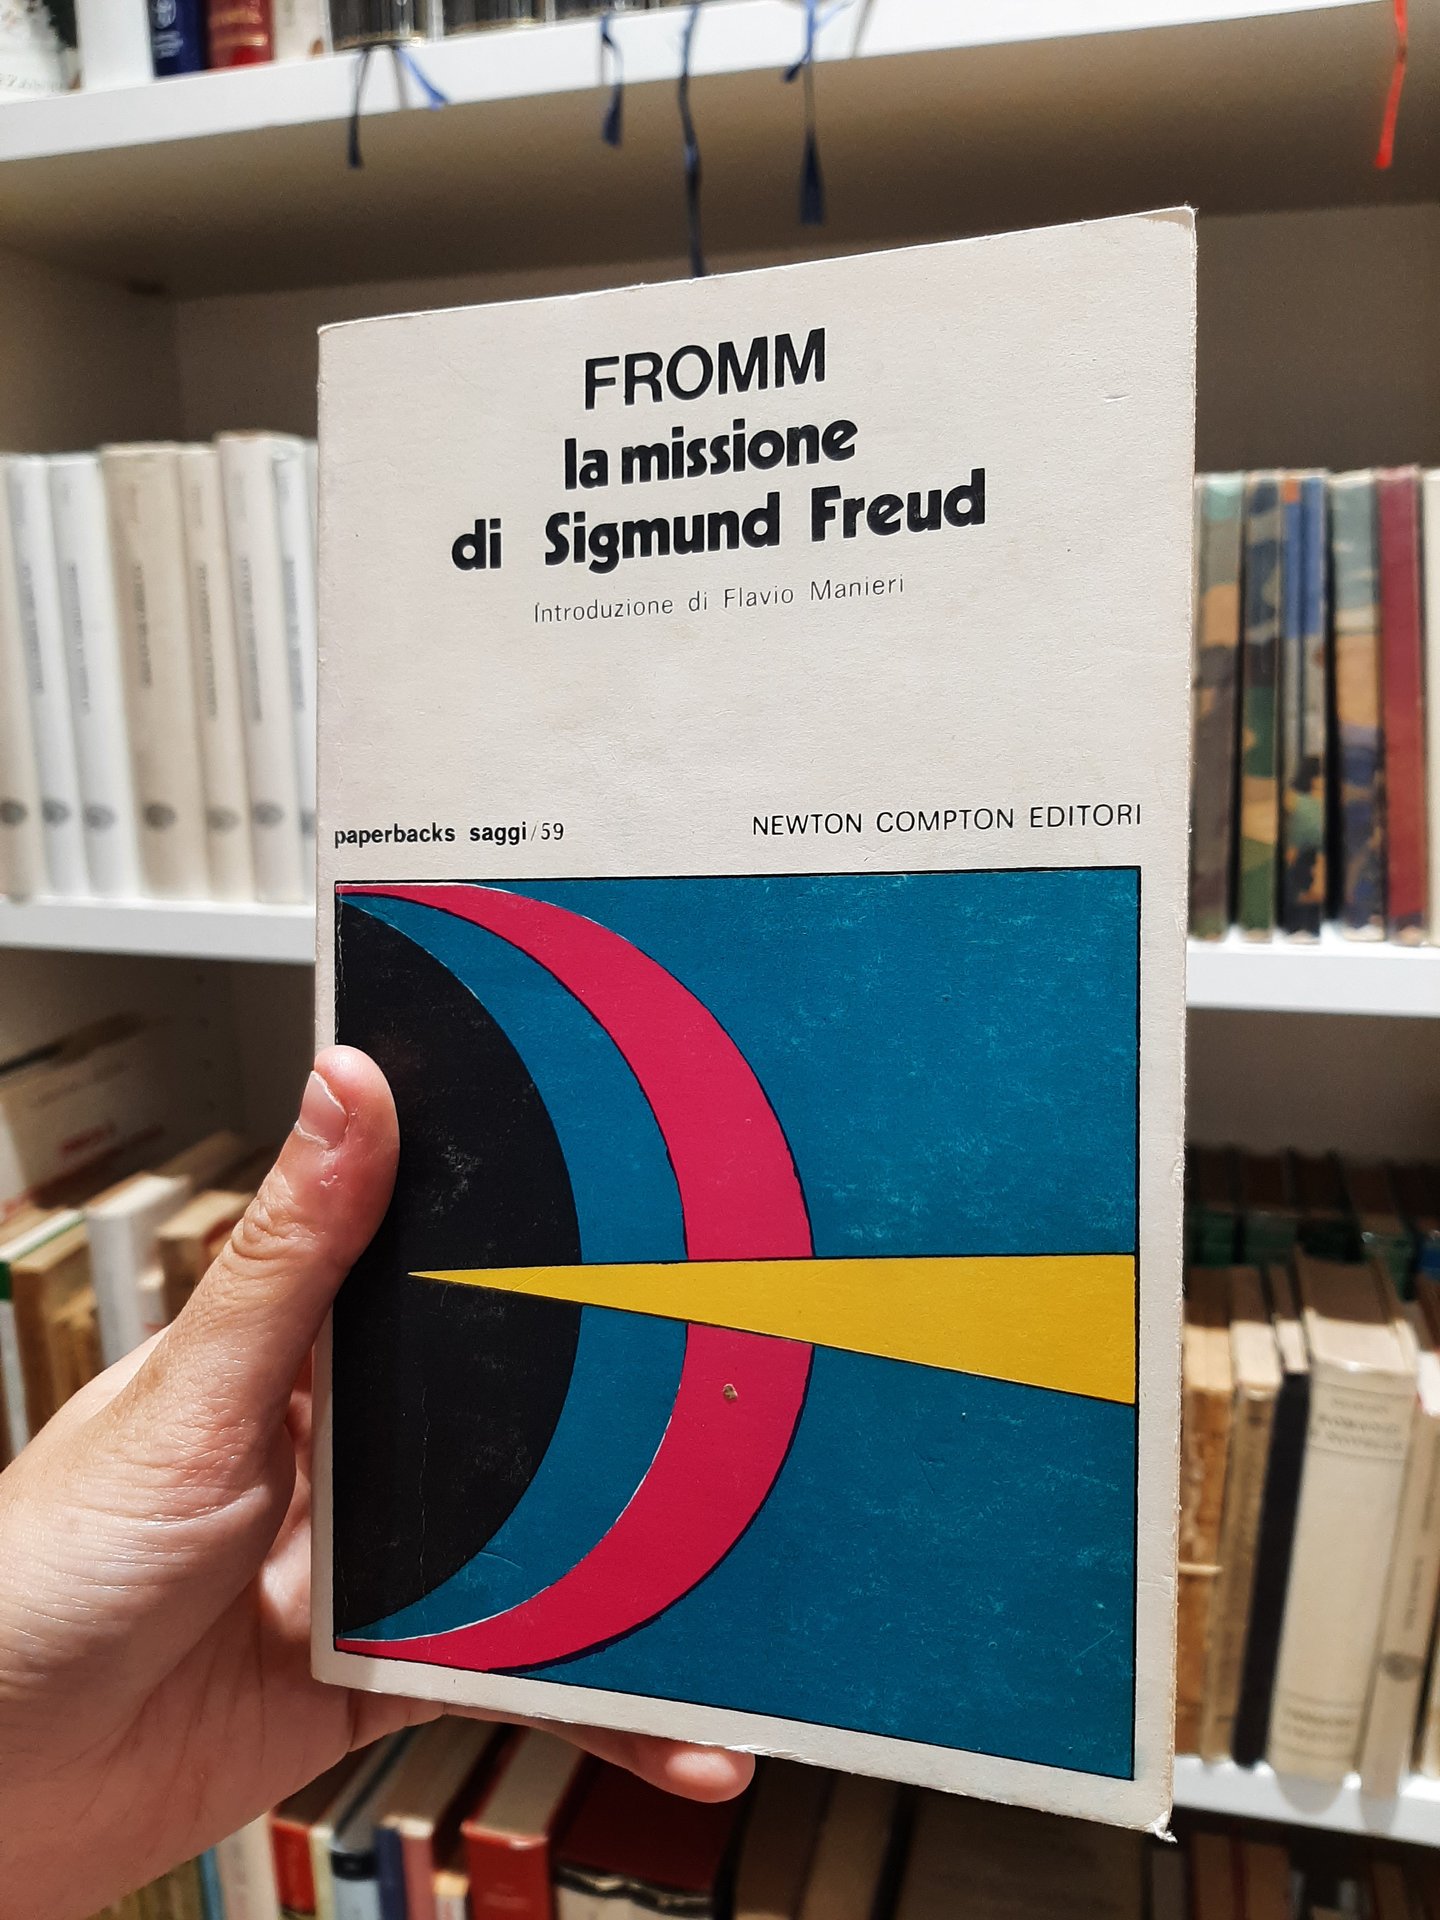 FROMM
la missione
di Sigmund Freud
Introduzione di Flavio Manieri
paperbacks saggi/59
NEWTON COMPTON EDITORI